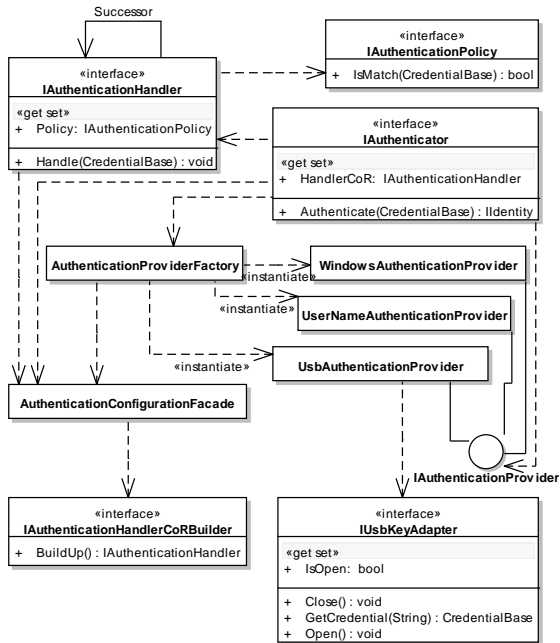 Successor
«interface»
IAuthenticationPolicy
+ IsMatch(CredentialBase) : bool
«interface»
IAuthenticationHandler
«get set»
+ Policy: IAuthenticationPolicy
+ Handle(CredentialBase) : void
«interface»
IAuthenticator
«get set»
+ HandlerCoR: IAuthenticationHandler
+ Authenticate(CredentialBase) : IIdentity
AuthenticationProviderFactory
WindowsAuthenticationProvider
«instantiate»
UserNameAuthenticationProvider
«instantiate»
UsbAuthenticationProvider
«instantiate»
AuthenticationConfigurationFacade
IAuthenticationProvider
«interface»
IAuthenticationHandlerCoRBuilder
+ BuildUp() : IAuthenticationHandler
«interface»
IUsbKeyAdapter
«get set»
+ IsOpen: bool
+ Close() : void
+ GetCredential(String) : CredentialBase
+ Open() : void